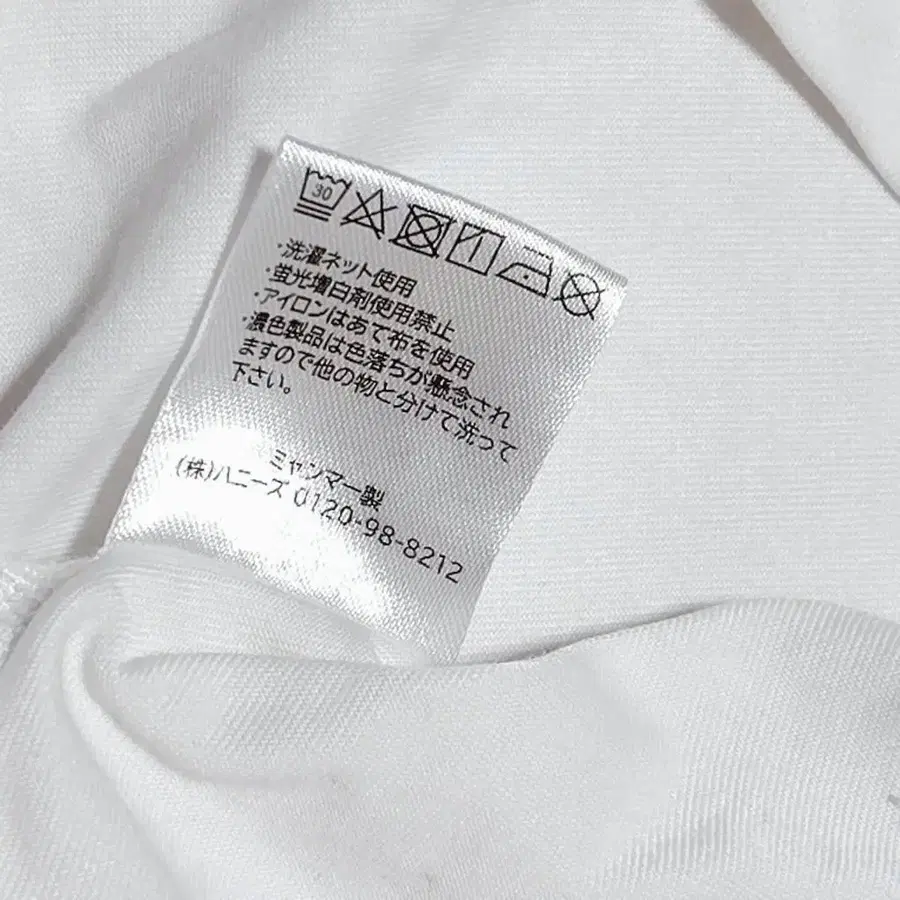 30
・洗濯ネット使用
・蛍光増白剤使用禁止
・アイロンはあて布を使用
・濃色製品は色落ちが懸念され
ますので他の物と分けて洗って
下さい。
ミャンマー製
(株)ハニーズ 0120-98-8212